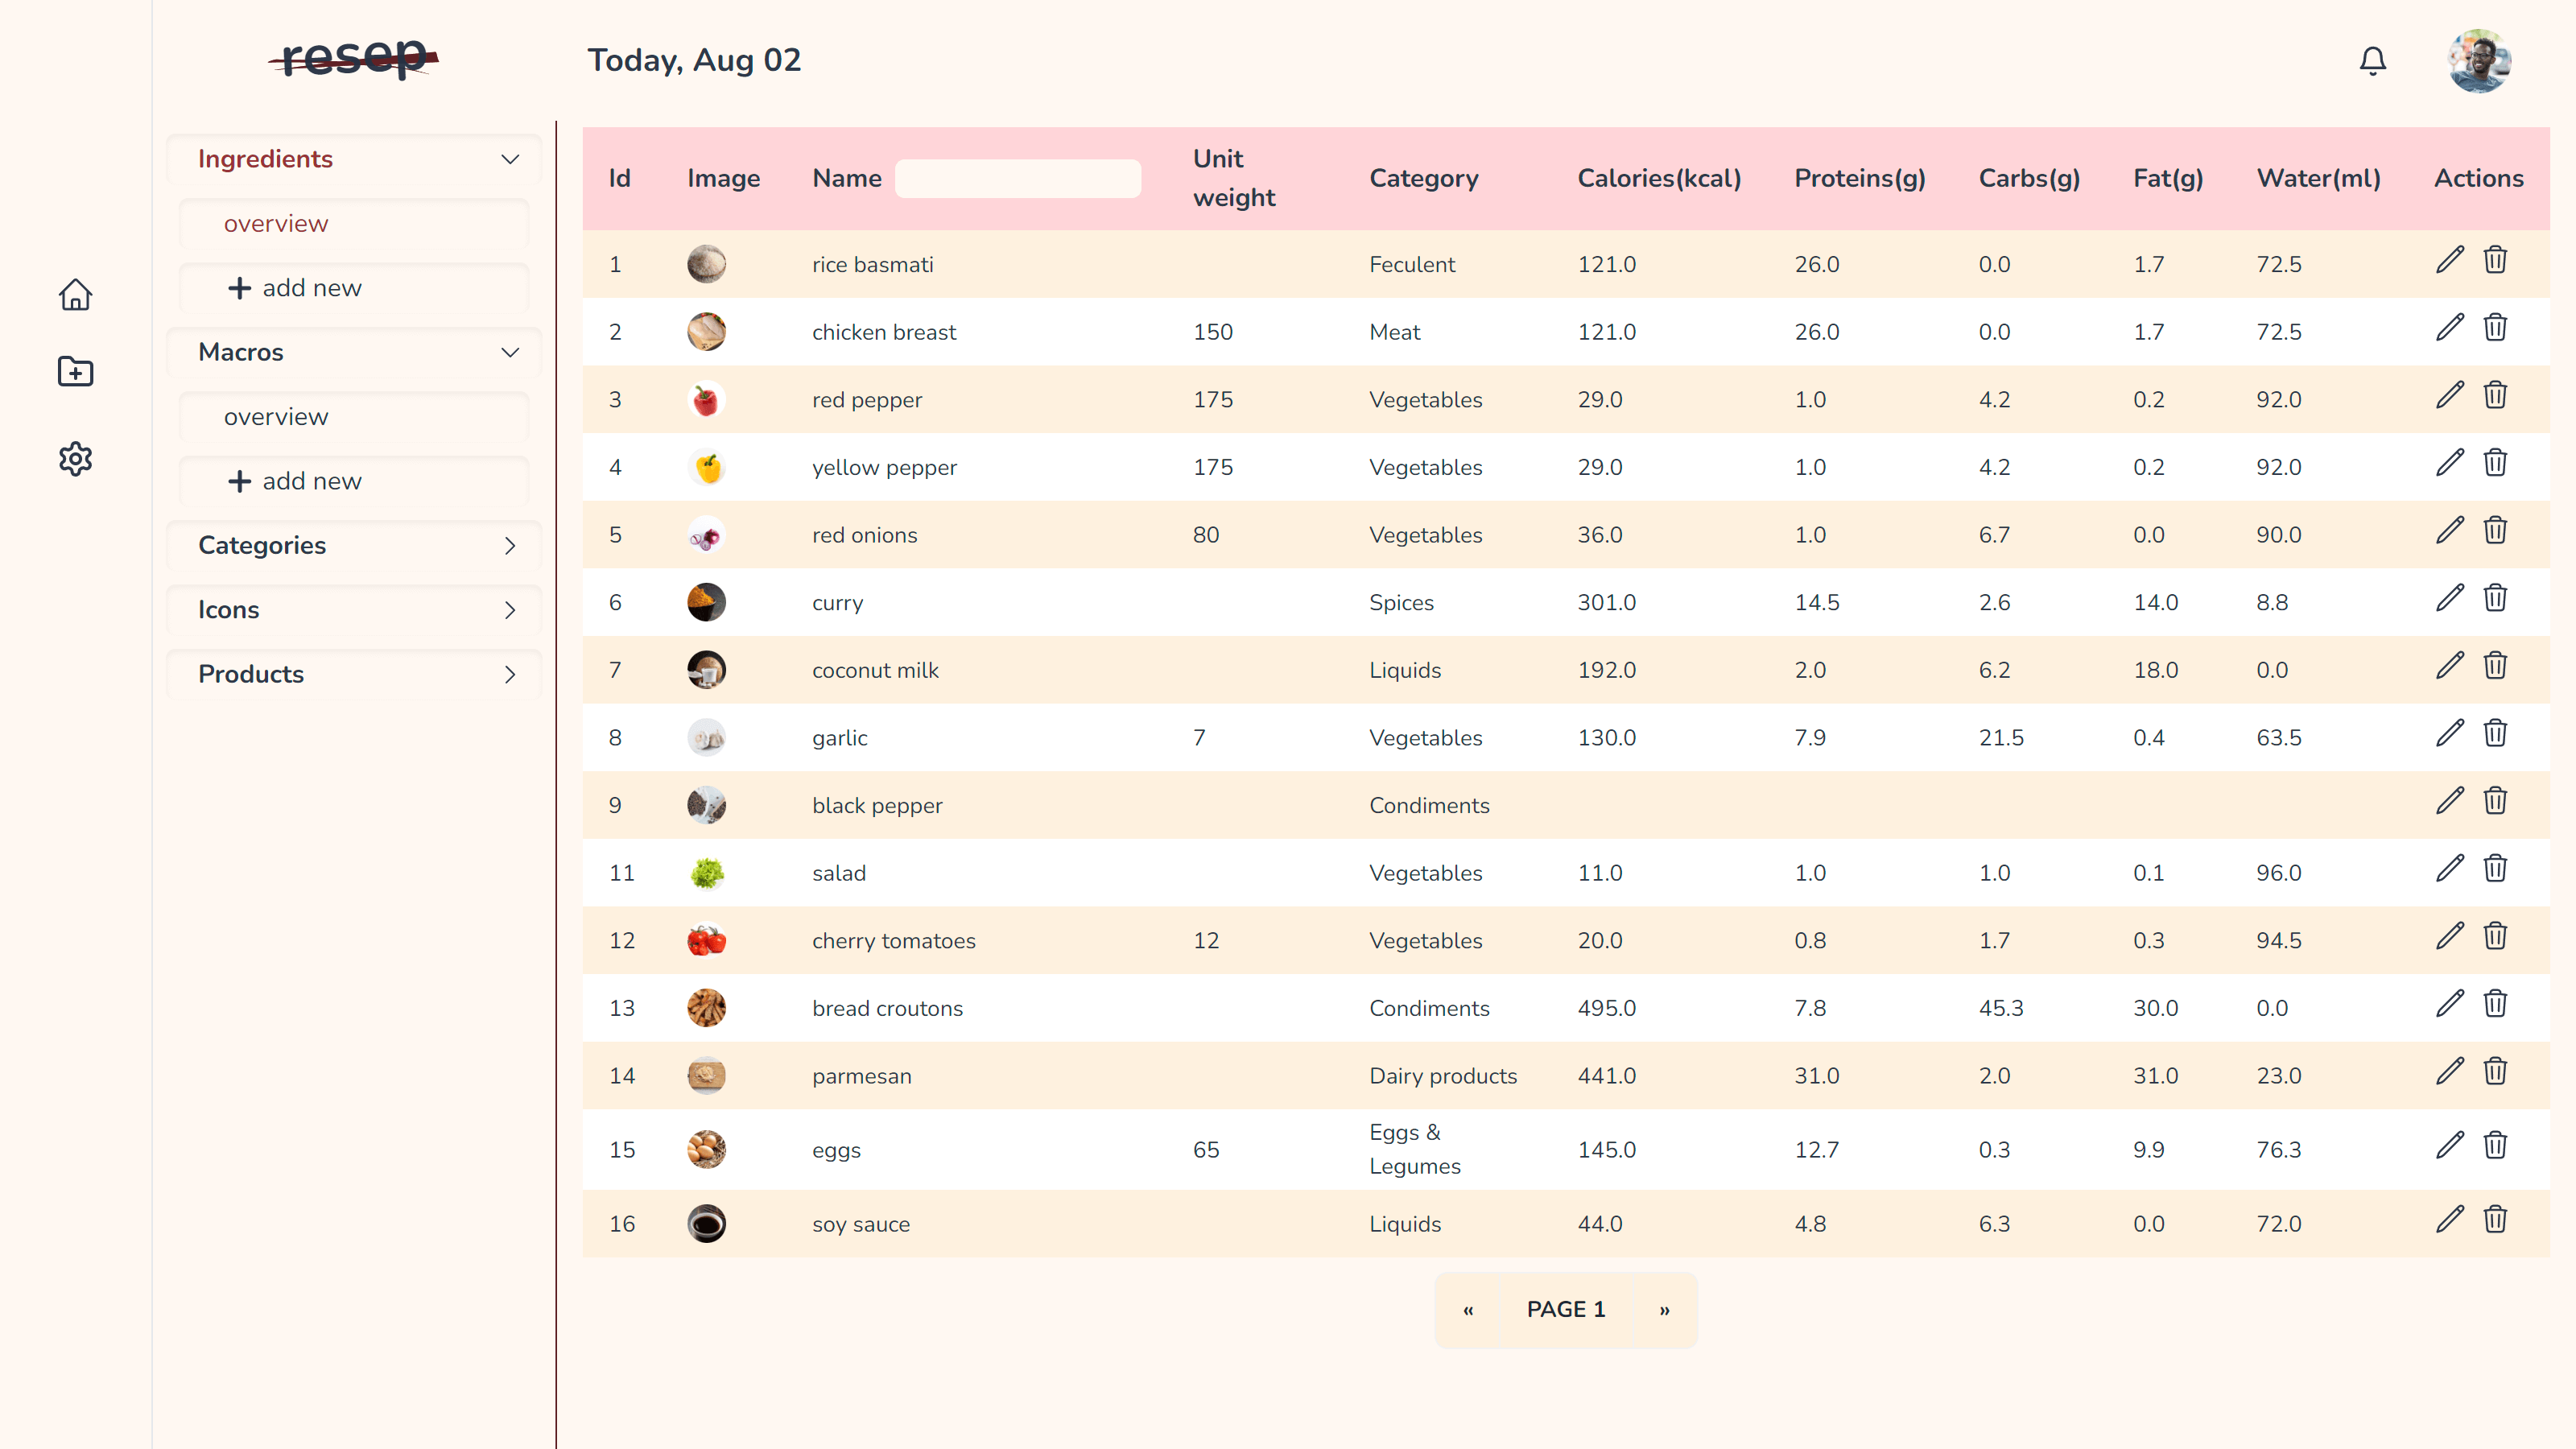 resep
Today, Aug 02
Ingredients
overview
add new
Macros
overview
add new
Categories
Icons
Products
Id Image Name Unit weight Category Calories(kcal) Proteins(g) Carbs(g) Fat(g) Water(ml) Actions
1 rice basmati Feculent 121.0 26.0 0.0 1.7 72.5
2 chicken breast 150 Meat 121.0 26.0 0.0 1.7 72.5
3 red pepper 175 Vegetables 29.0 1.0 4.2 0.2 92.0
4 yellow pepper 175 Vegetables 29.0 1.0 4.2 0.2 92.0
5 red onions 80 Vegetables 36.0 1.0 6.7 0.0 90.0
6 curry Spices 301.0 14.5 2.6 14.0 8.8
7 coconut milk Liquids 192.0 2.0 6.2 18.0 0.0
8 garlic 7 Vegetables 130.0 7.9 21.5 0.4 63.5
9 black pepper Condiments
11 salad Vegetables 11.0 1.0 1.0 0.1 96.0
12 cherry tomatoes 12 Vegetables 20.0 0.8 1.7 0.3 94.5
13 bread croutons Condiments 495.0 7.8 45.3 30.0 0.0
14 parmesan Dairy products 441.0 31.0 2.0 31.0 23.0
15 eggs 65 Eggs & Legumes 145.0 12.7 0.3 9.9 76.3
16 soy sauce Liquids 44.0 4.8 6.3 0.0 72.0
« PAGE 1 »